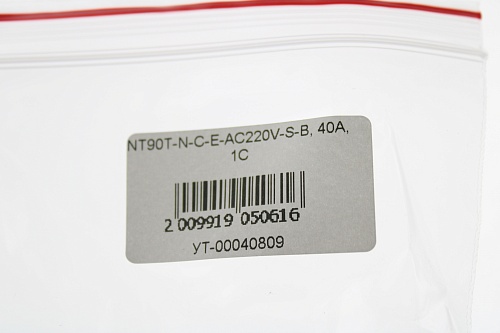 NT90T-N-C-E-AC220V-S-B, 40A,
1C
2 009919 050616
УТ-00040809